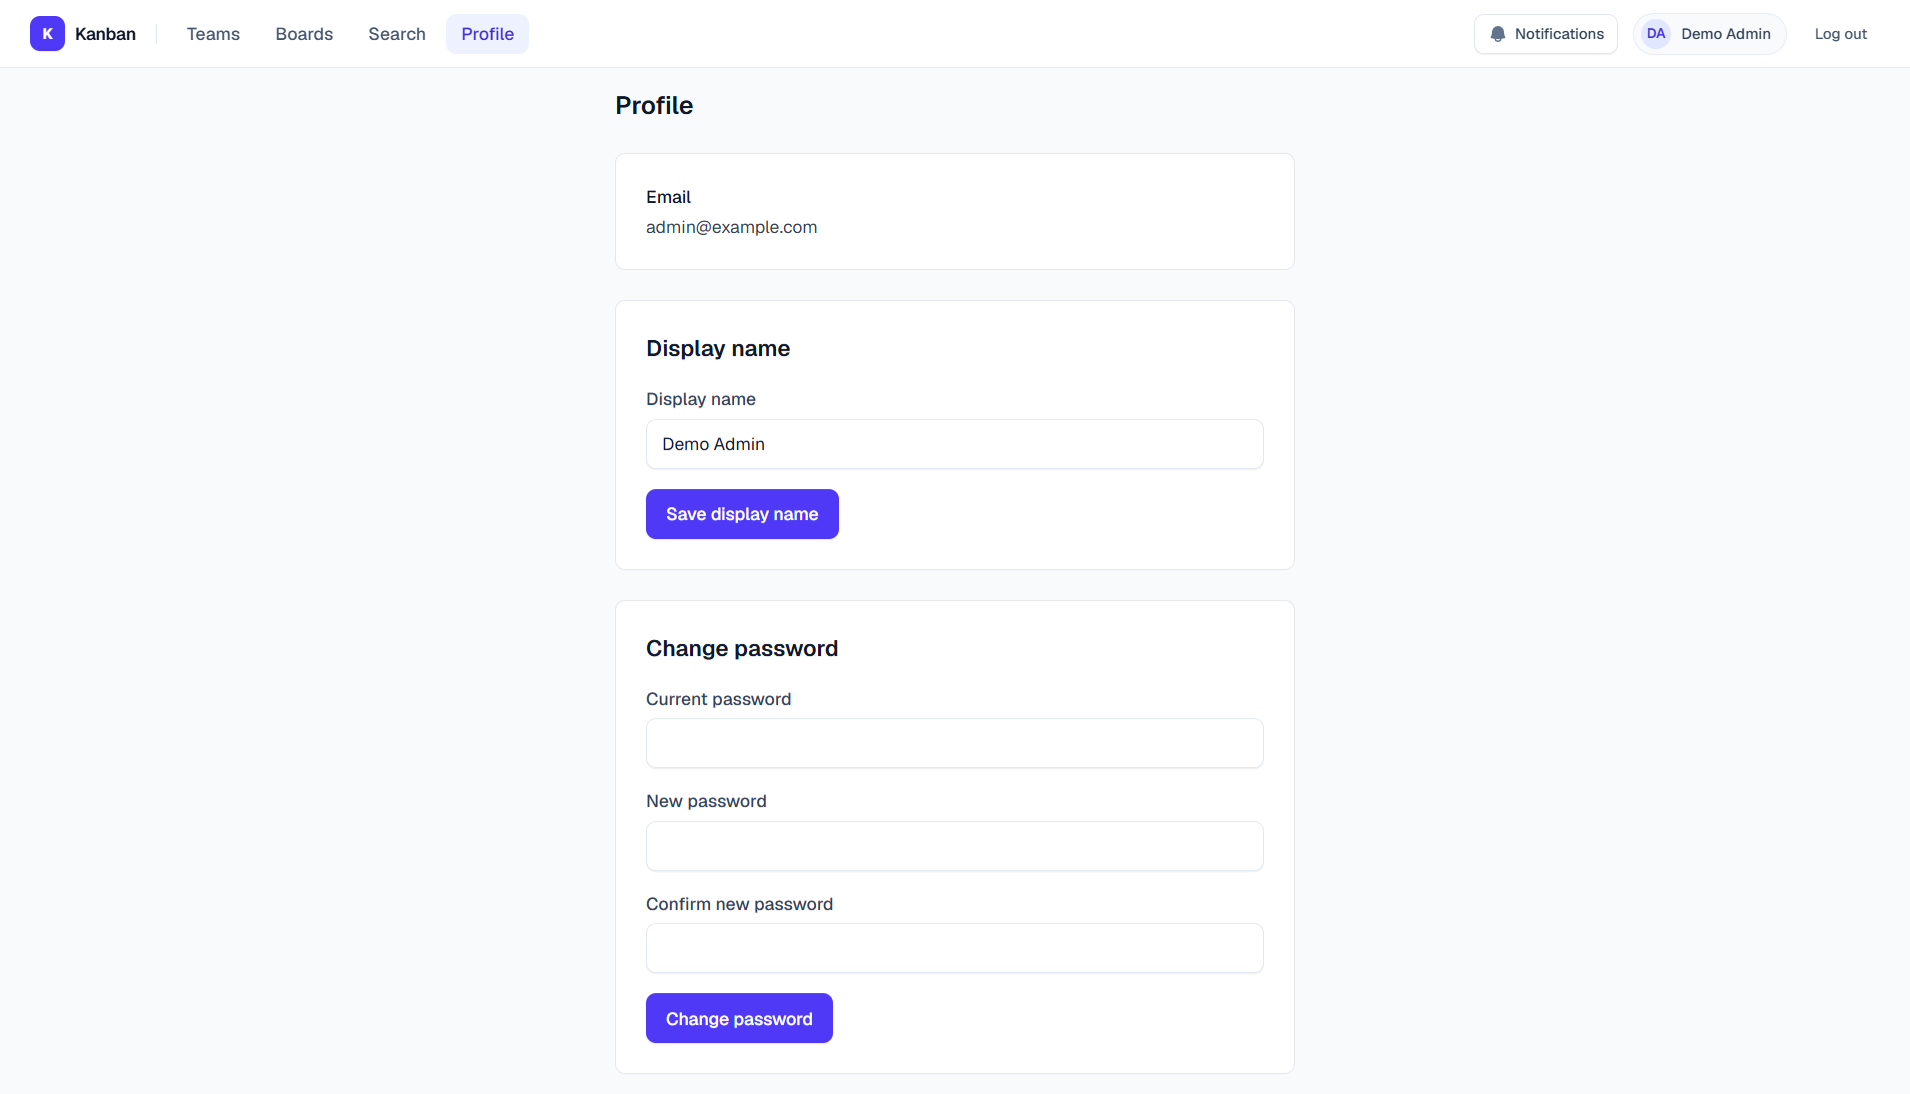 K Kanban Teams Boards Search Profile Notifications DA Demo Admin Log out
Profile
Email
admin@example.com
Display name
Display name
Demo Admin
Save display name
Change password
Current password
New password
Confirm new password
Change password